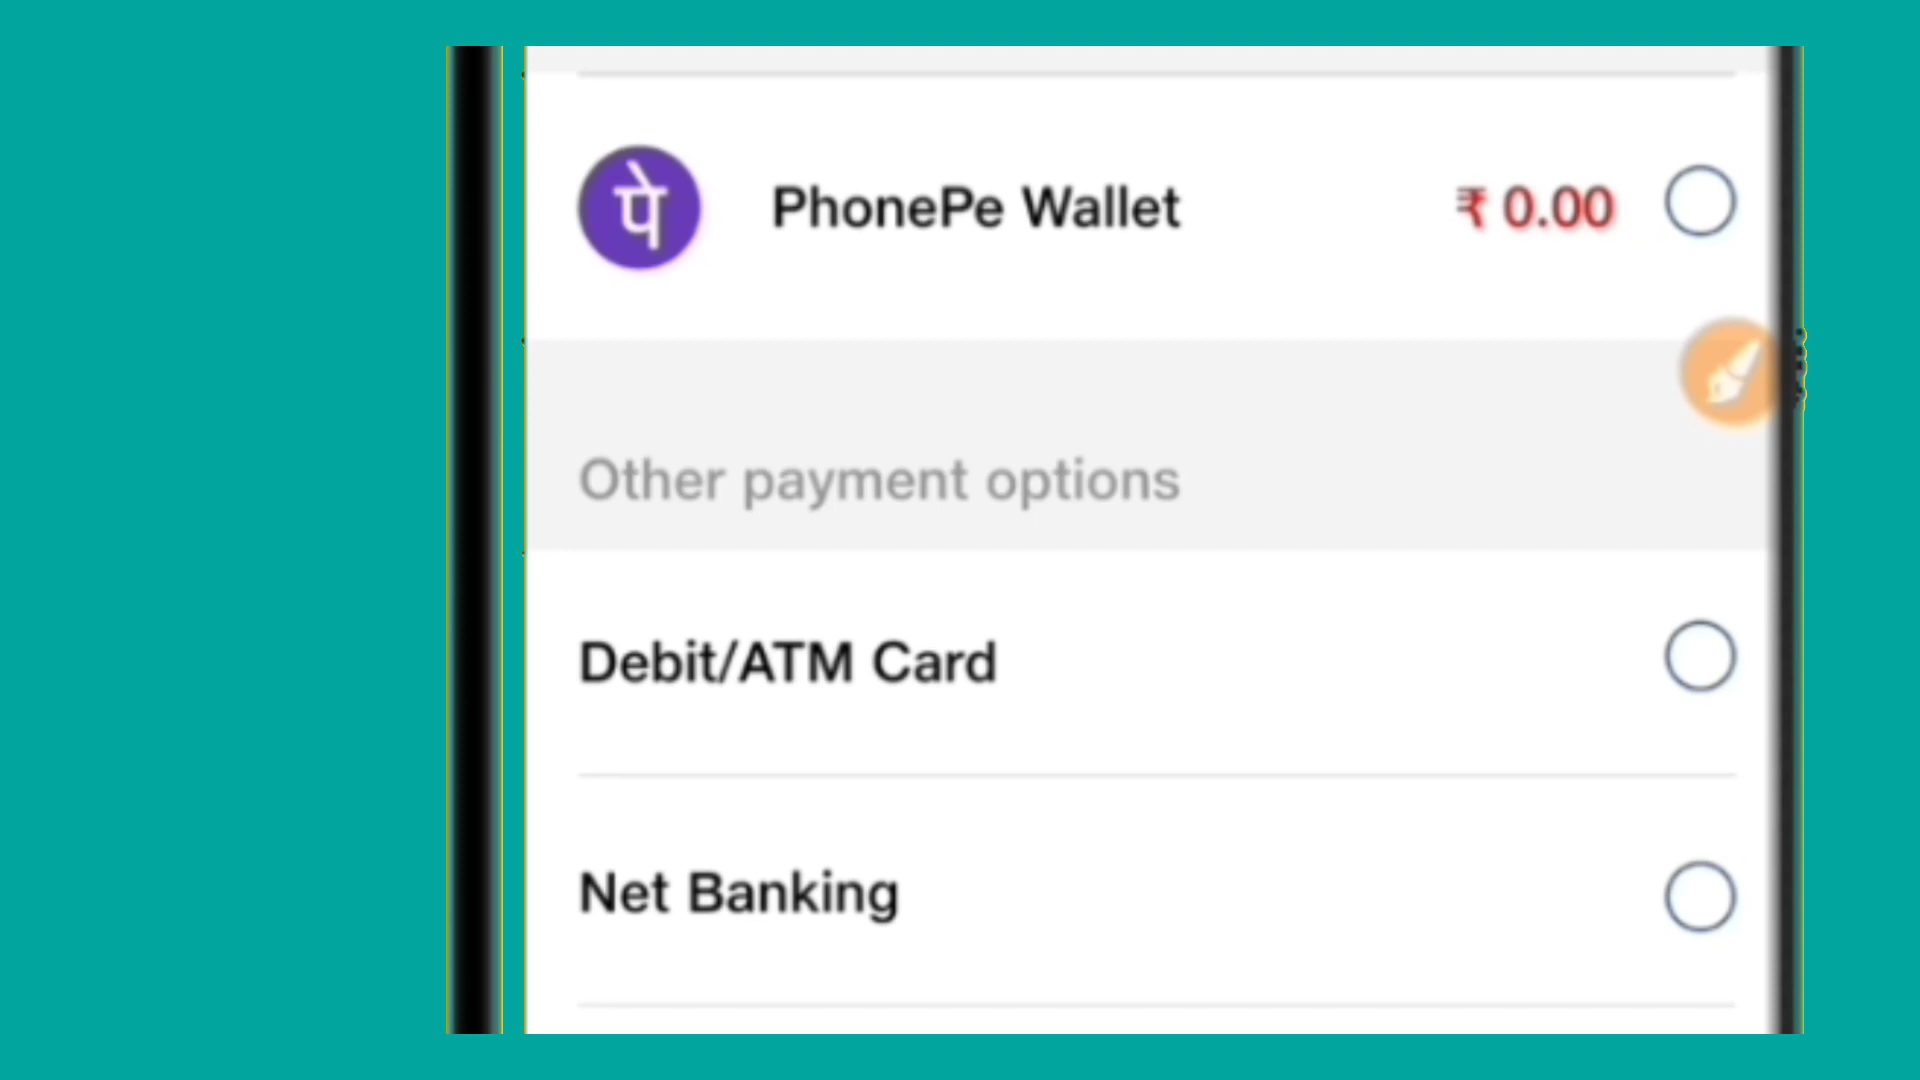 पे PhonePe Wallet ₹ 0.00
Other payment options
Debit/ATM Card
Net Banking